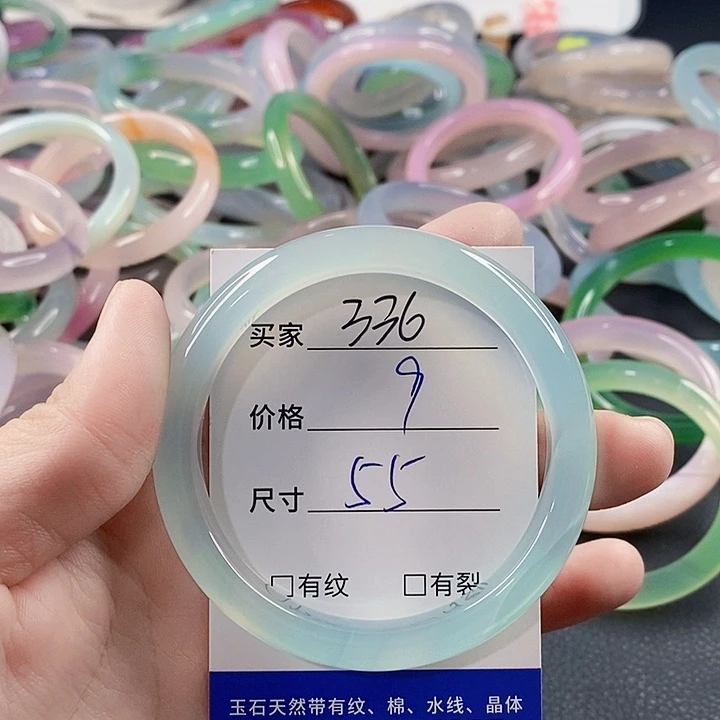 买家 336
价格 9
尺寸 55
□有纹 □有裂
玉石天然带有纹、棉、水线、晶体